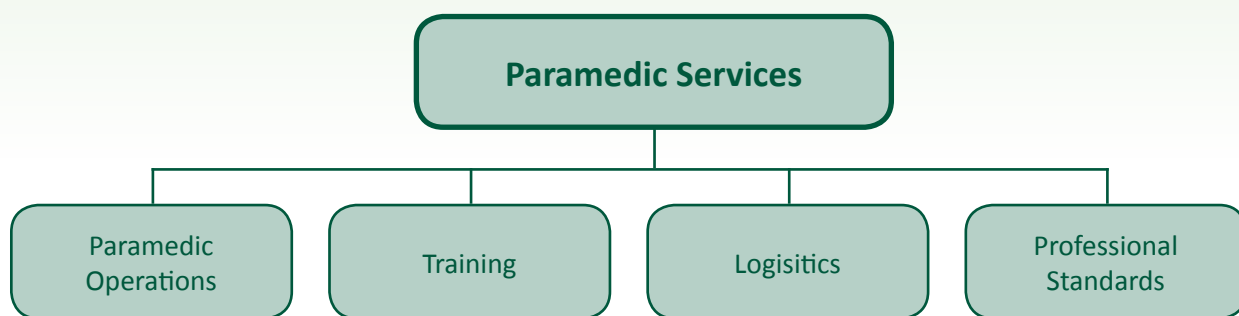 Paramedic Services
Paramedic
Operations
Training
Logisitics
Professional
Standards